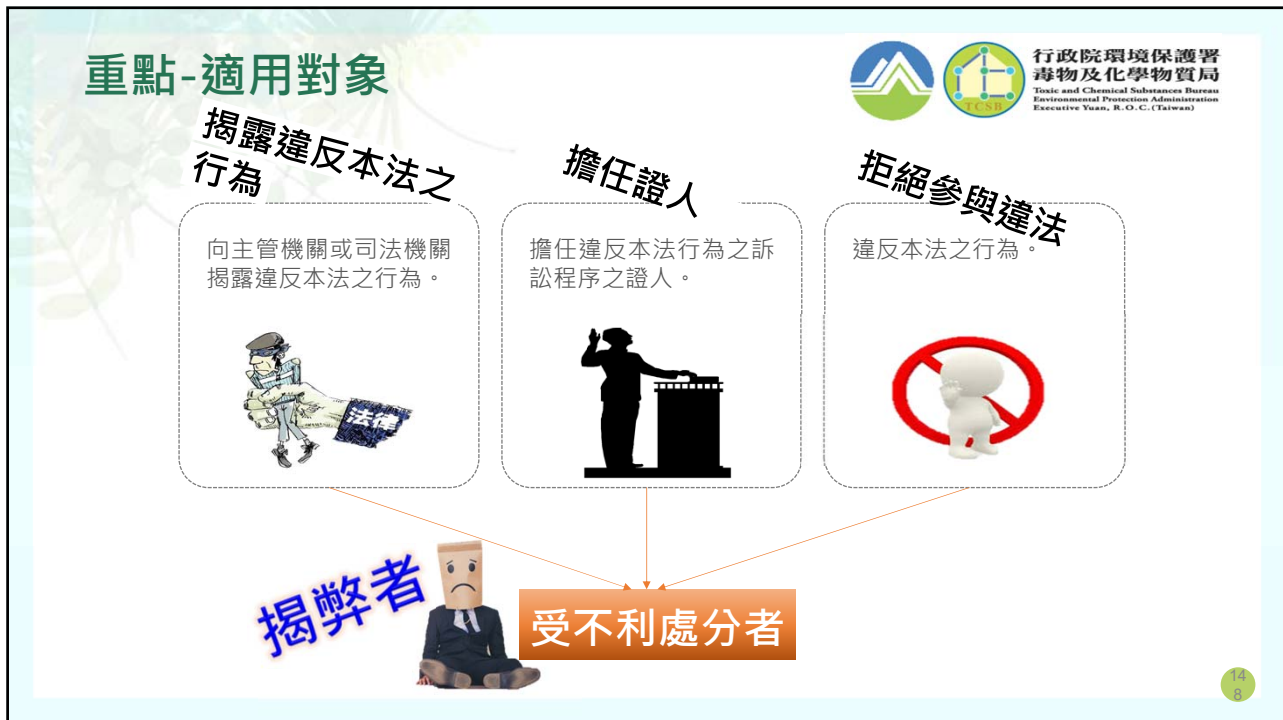 重點-適用對象
行政院環境保護署
毒物及化學物質局
Toxic and Chemical Substances Bureau
Environmental Protection Administration
Executive Yuan, R.O.C.(Taiwan)
TCSB
揭露違反本法之
行為
向主管機關或司法機關
揭露違反本法之行為。
法律
擔任證人
擔任違反本法行為之訴
訟程序之證人。
拒絕參與違法
違反本法之行為。
揭弊者
受不利處分者
14
8